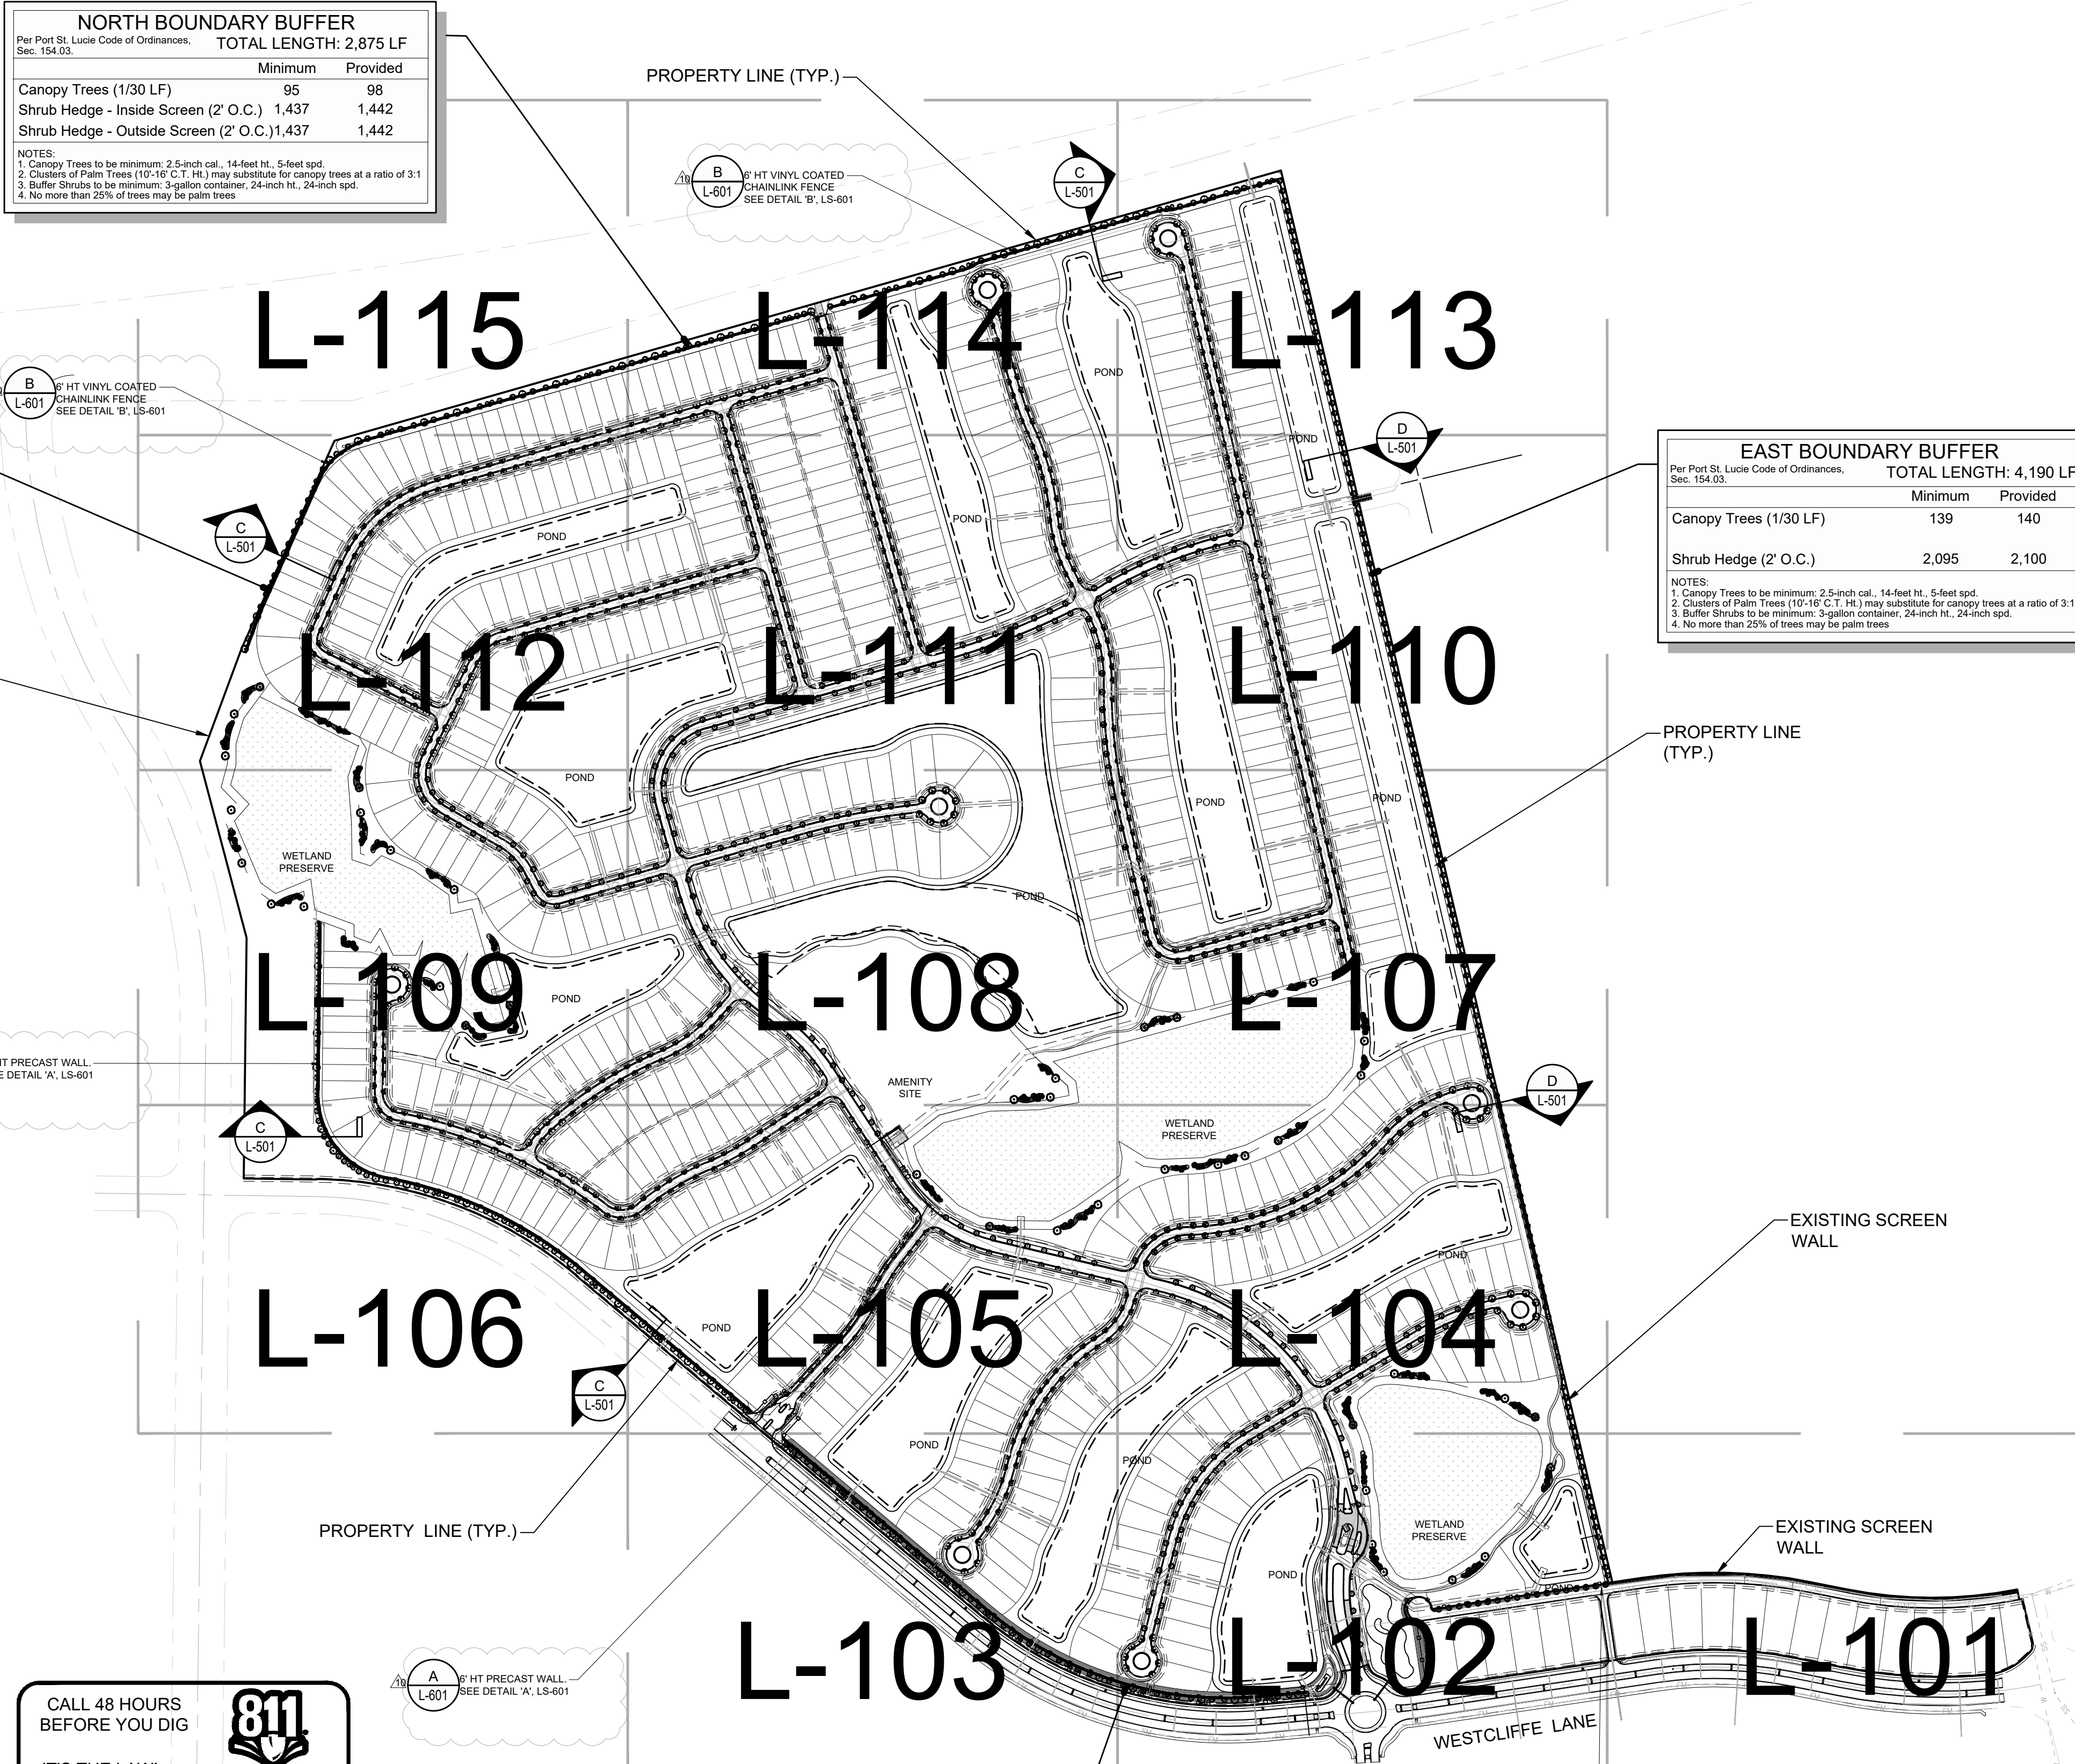 NORTH BOUNDARY BUFFER
Per Port St. Lucie Code of Ordinances,
Sec. 154.03.
TOTAL LENGTH: 2,875 LF
Minimum Provided
Canopy Trees (1/30 LF) 95 98
Shrub Hedge - Inside Screen (2' O.C.) 1,437 1,442
Shrub Hedge - Outside Screen (2' O.C.) 1,437 1,442
NOTES:
1. Canopy Trees to be minimum: 2.5-inch cal., 14-feet ht., 5-feet spd.
2. Clusters of Palm Trees (10'-16' C.T. Ht.) may substitute for canopy trees at a ratio of 3:1
3. Buffer Shrubs to be minimum: 3-gallon container, 24-inch ht., 24-inch spd.
4. No more than 25% of trees may be palm trees
PROPERTY LINE (TYP.)
10
B
L-601
6' HT VINYL COATED
CHAINLINK FENCE
SEE DETAIL 'B', LS-601
C
L-501
L-115
L-114
L-113
POND
B
L-601
6' HT VINYL COATED
CHAINLINK FENCE
SEE DETAIL 'B', LS-601
D
L-501
POND
EAST BOUNDARY BUFFER
Per Port St. Lucie Code of Ordinances,
Sec. 154.03.
TOTAL LENGTH: 4,190 LF
Minimum Provided
Canopy Trees (1/30 LF) 139 140
Shrub Hedge (2' O.C.) 2,095 2,100
NOTES:
1. Canopy Trees to be minimum: 2.5-inch cal., 14-feet ht., 5-feet spd.
2. Clusters of Palm Trees (10'-16' C.T. Ht.) may substitute for canopy trees at a ratio of 3:1
3. Buffer Shrubs to be minimum: 3-gallon container, 24-inch ht., 24-inch spd.
4. No more than 25% of trees may be palm trees
C
L-501
POND
POND
L-112
L-111
L-110
PROPERTY LINE
(TYP.)
POND
POND
POND
WETLAND
PRESERVE
POND
L-109
L-108
L-107
POND
HT PRECAST WALL.
E DETAIL 'A', LS-601
AMENITY
SITE
D
L-501
C
L-501
WETLAND
PRESERVE
EXISTING SCREEN
WALL
POND
L-106
L-105
L-104
POND
C
L-501
POND
POND
PROPERTY LINE (TYP.)
WETLAND
PRESERVE
EXISTING SCREEN
WALL
POND
POND
L-103
L-102
L-101
10
A
L-601
6' HT PRECAST WALL.
SEE DETAIL 'A', LS-601
CALL 48 HOURS
BEFORE YOU DIG
811
WESTCLIFFE LANE